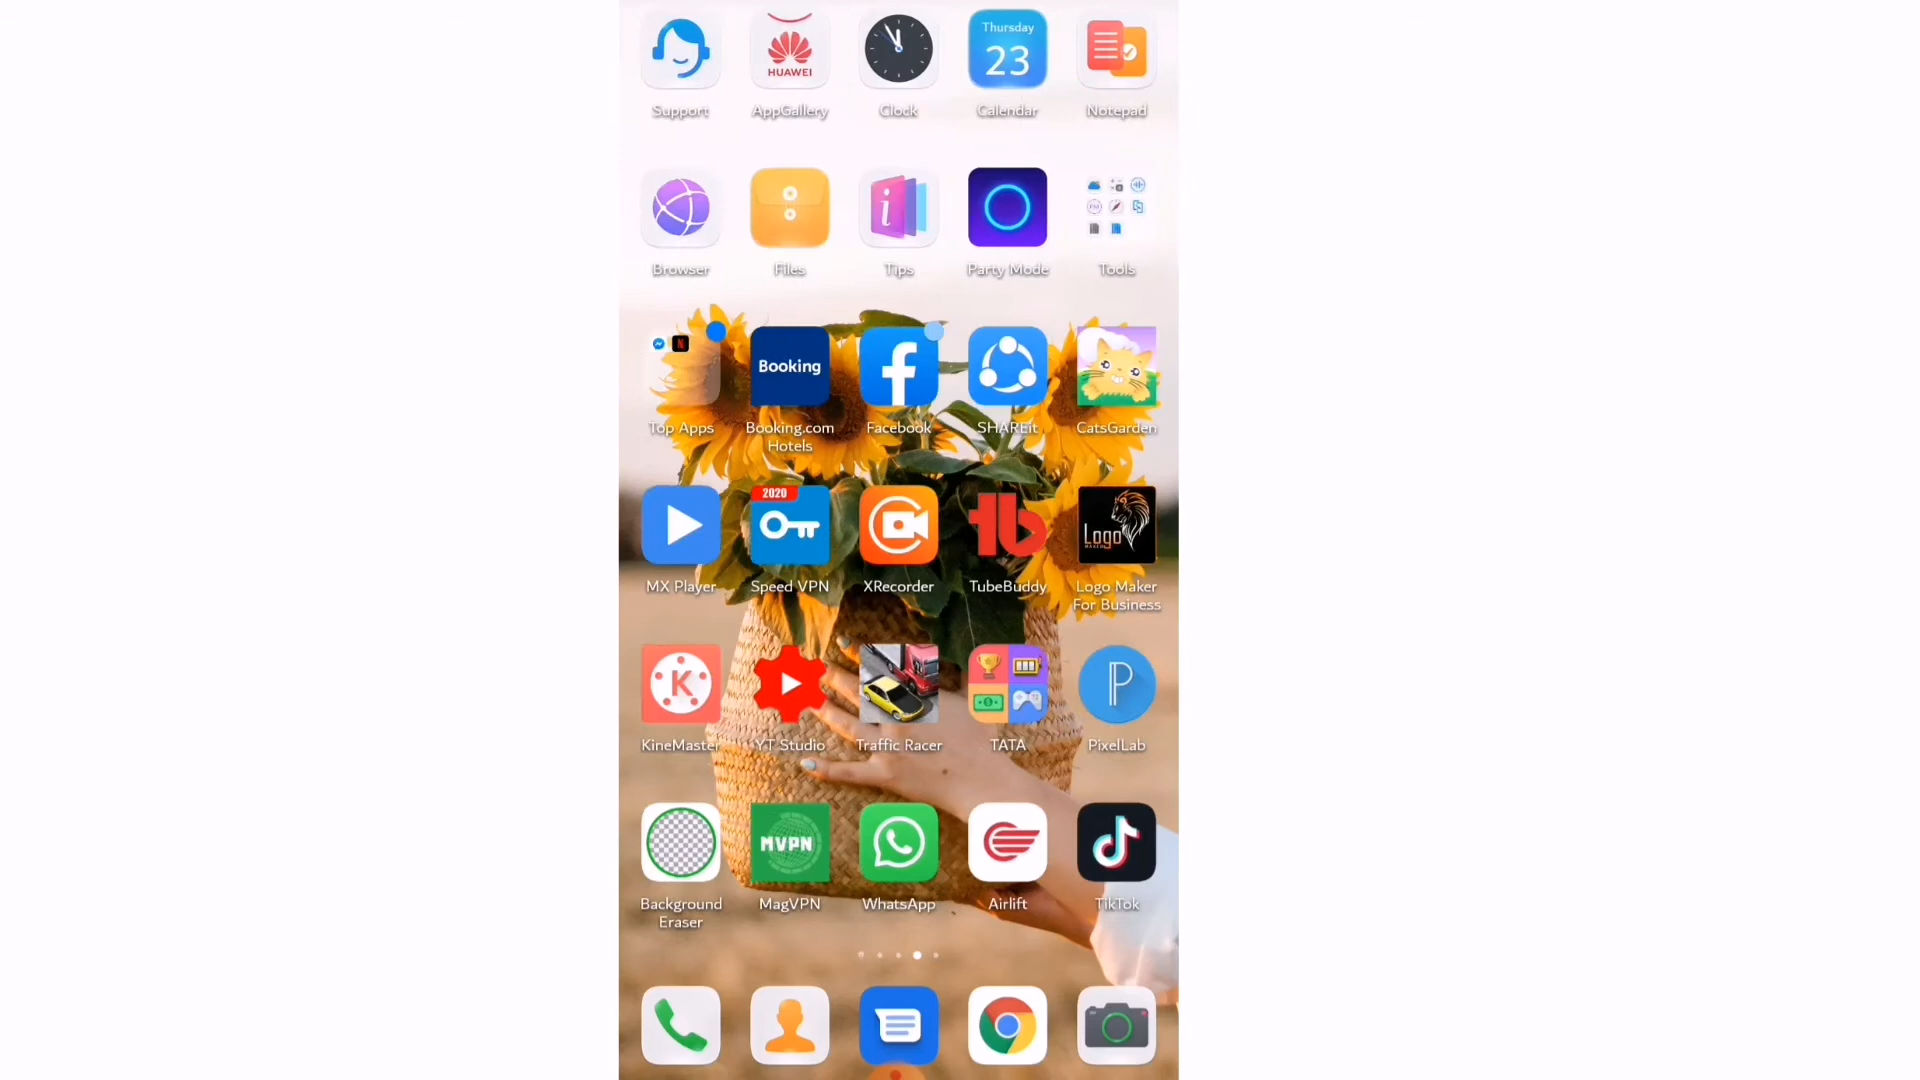 Thursday
23
HUAWEI
Support
AppGallery
Clock
Calendar
Notepad
Browser
Files
Tips
Party Mode
Tools
Booking
Top Apps
Booking.com
Hotels
Facebook
SHAREit
CatsGarden
2020
Logo
MX Player
Speed VPN
XRecorder
TubeBuddy
Logo Maker
For Business
KineMaster
YT Studio
Traffic Racer
TATA
PixelLab
MVPN
Background
Eraser
MagVPN
WhatsApp
Airlift
TikTok